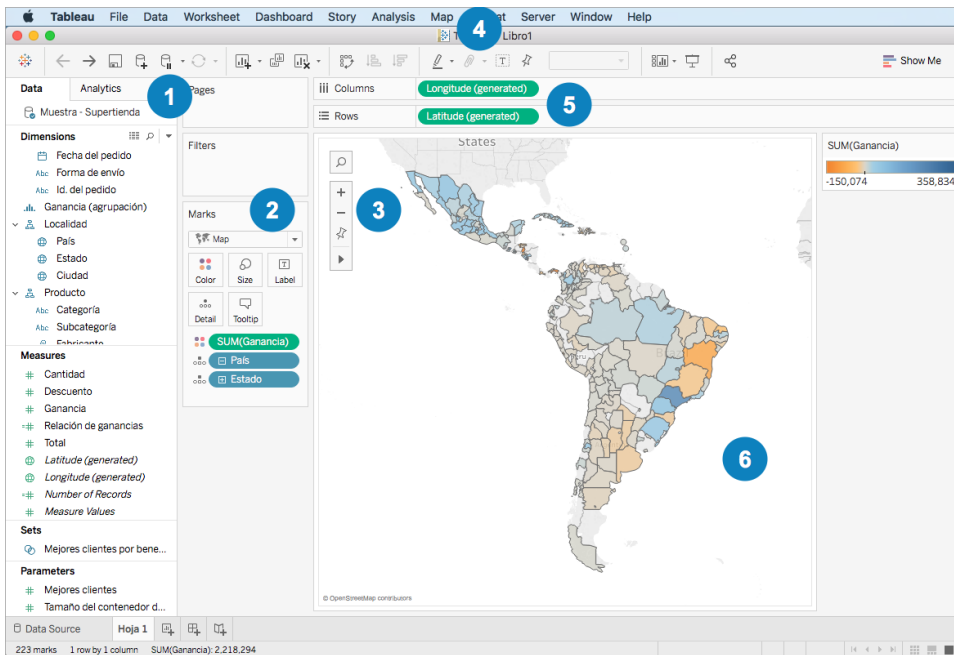 Tableau File Data Worksheet Dashboard Story Analysis Map Server Window Help
Libro1
4
Show Me
Data Analytics
1
Pages
Columns Longitude (generated)
5
Rows Latitude (generated)
Muestra - Supertienda
Dimensions
Fecha del pedido
Abc Forma de envío
Abc Id. del pedido
Ganancia (agrupación)
Localidad
País
Estado
Ciudad
Producto
Abc Categoría
Abc Subcategoría
Fabricante
Measures
Cantidad
Descuento
Ganancia
Relación de ganancias
Total
Latitude (generated)
Longitude (generated)
Number of Records
Measure Values
Sets
Mejores clientes por bene...
Parameters
Mejores clientes
Tamaño del contenedor d...
Filters
Marks
2
Map
Color Size Label
Detail Tooltip
SUM(Ganancia)
País
Estado
States
3
6
© OpenStreetMap contributors
SUM(Ganancia)
-150,074 358,834
Data Source Hoja 1
223 marks 1 row by 1 column SUM(Ganancia): 2,218,294